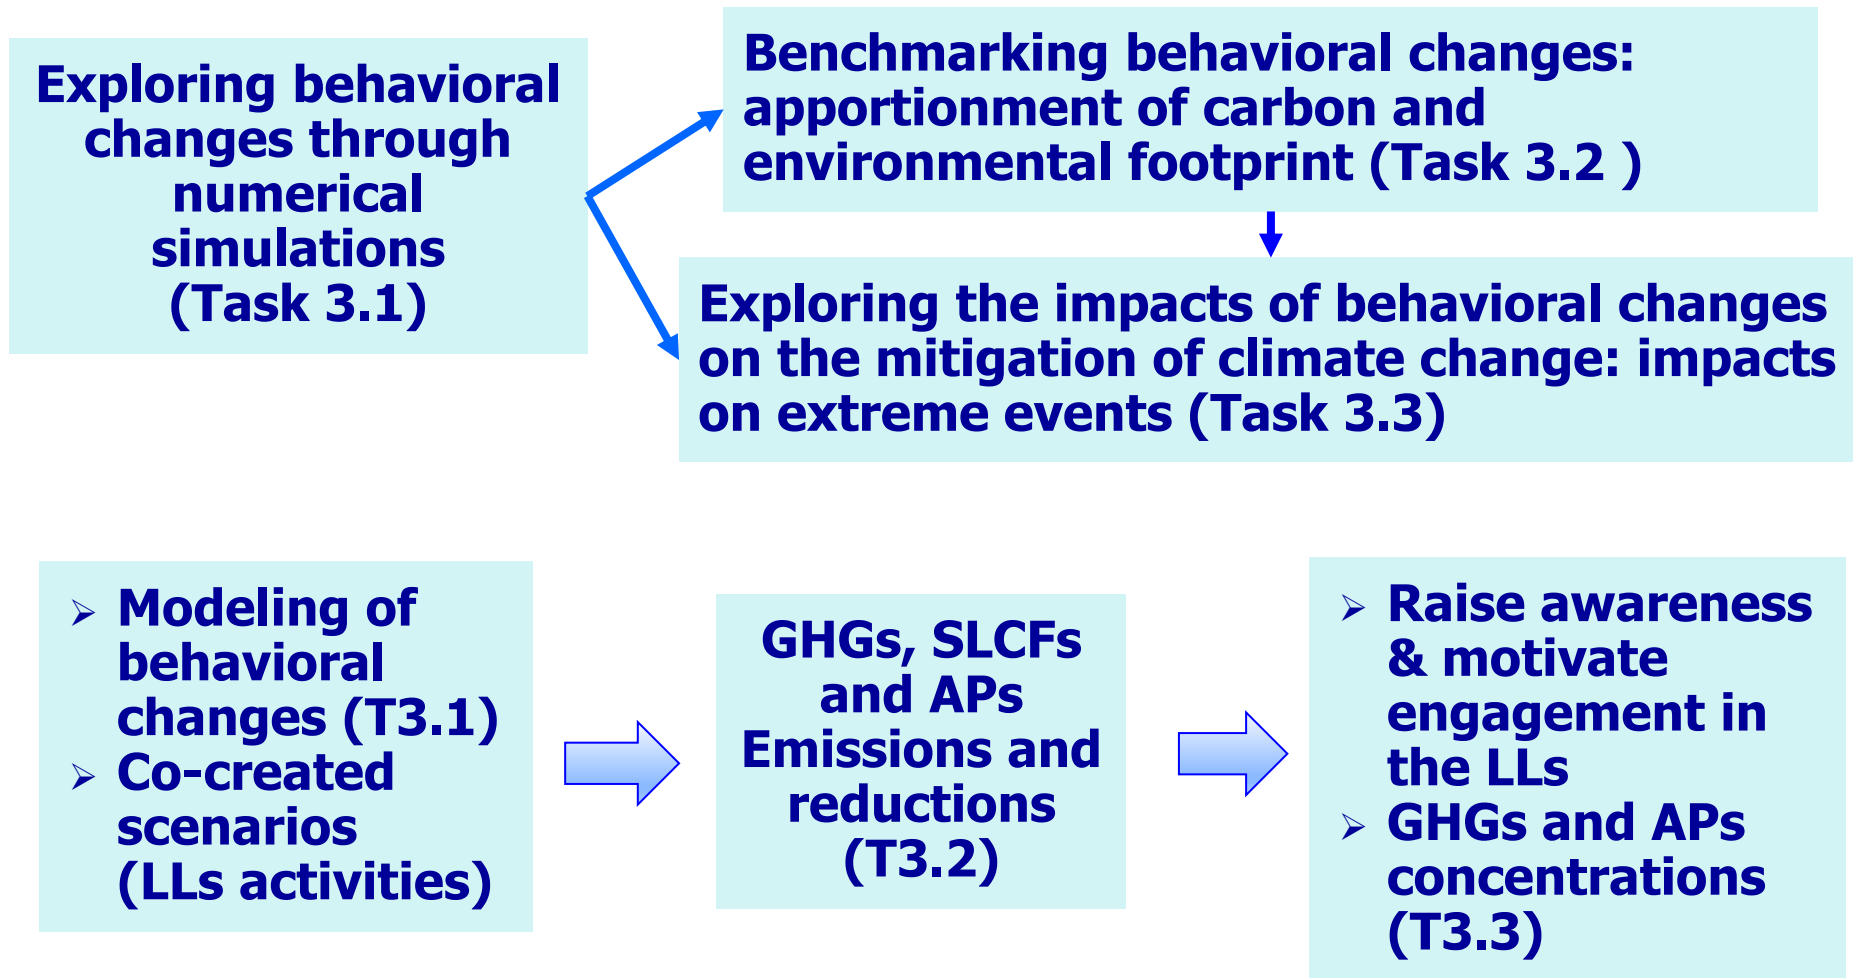 Exploring behavioral
changes through
numerical
simulations
(Task 3.1)
Benchmarking behavioral changes:
apportionment of carbon and
environmental footprint (Task 3.2 )
Exploring the impacts of behavioral changes
on the mitigation of climate change: impacts
on extreme events (Task 3.3)
➢ Modeling of
behavioral
changes (T3.1)
➢ Co-created
scenarios
(LLs activities)
GHGs, SLCFs
and APs
Emissions and
reductions
(T3.2)
➢ Raise awareness
& motivate
engagement in
the LLs
➢ GHGs and APs
concentrations
(T3.3)